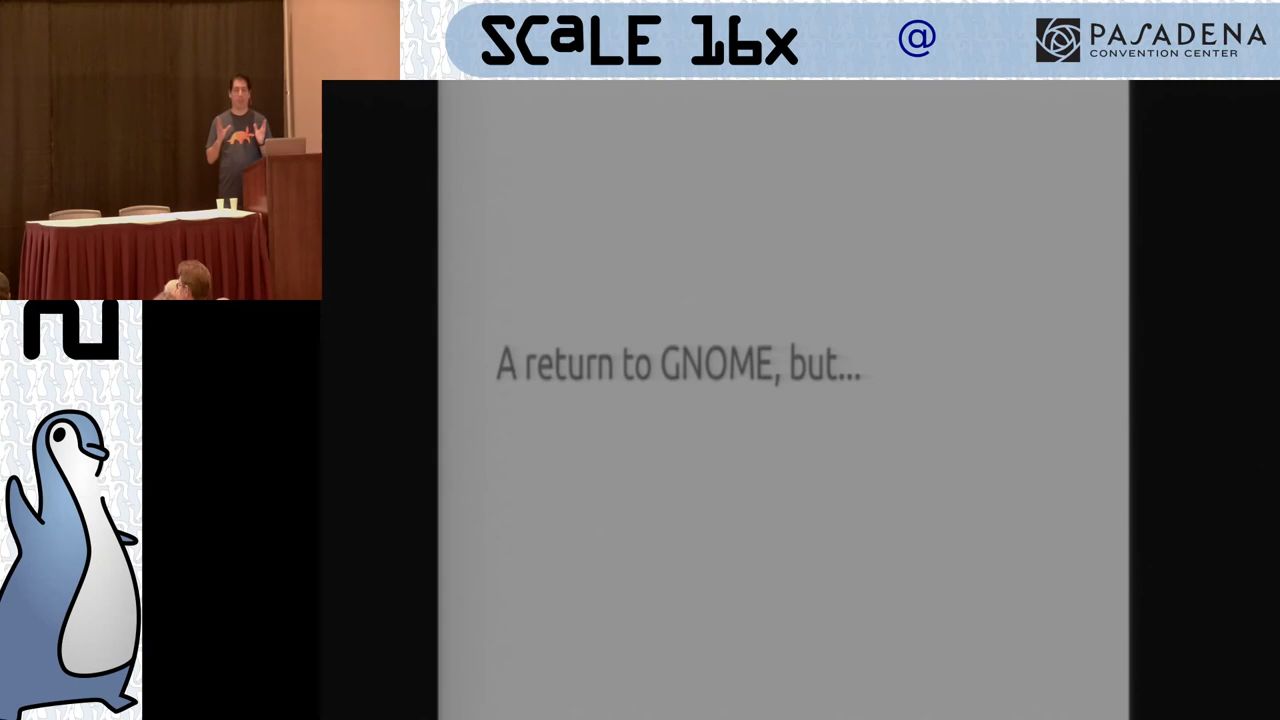 SCaLE 16x
@
PASADENA
CONVENTION CENTER
A return to GNOME, but...